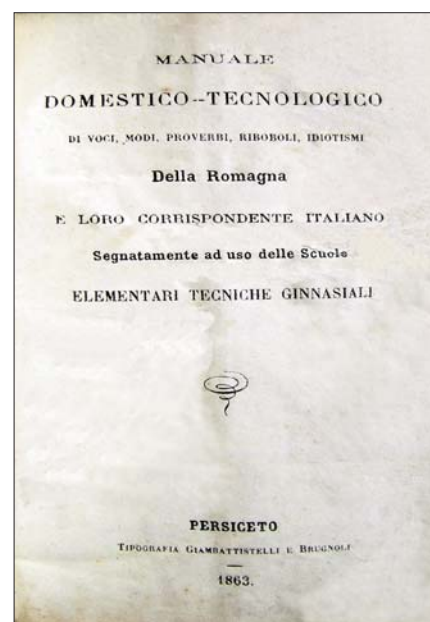 MANUALE
DOMESTICO--TECNOLOGICO
DI VOCI, MODI, PROVERBI, RIBOBOLI, IDIOTISMI
Della Romagna
E LORO CORRISPONDENTE ITALIANO
Segnatamente ad uso delle Scuole
ELEMENTARI TECNICHE GINNASIALI
PERSICETO
TIPOGRAFIA GIAMBATTISTELLI E BRUGNOLI
1863.